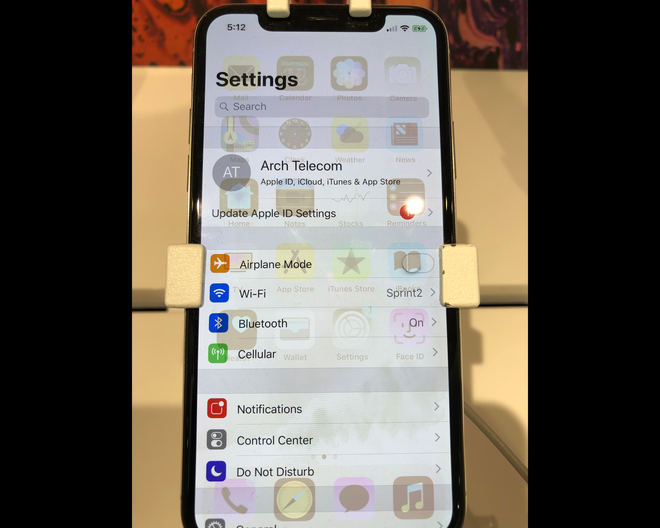 5:12
Settings
Mail Calendar Photos Camera
Search
Maps Clock Weather News
AT
Arch Telecom
Apple ID, iCloud, iTunes & App Store
Home Notes Stocks Reminders
Update Apple ID Settings
Airplane Mode
App Store iTunes Store iBooks
Wi-Fi Sprint2
Bluetooth On
Wallet Settings Face ID
Cellular
Notifications
Control Center
Do Not Disturb
General